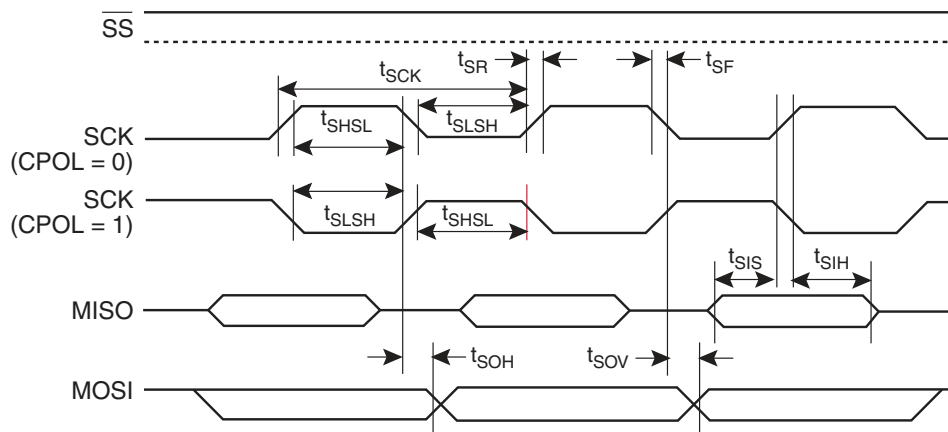 SS
tSCK
tSR
tSF
SCK
(CPOL = 0)
tSHSL
tSLSH
SCK
(CPOL = 1)
tSLSH
tSHSL
tSIS
tSIH
MISO
tSOH
tSOV
MOSI